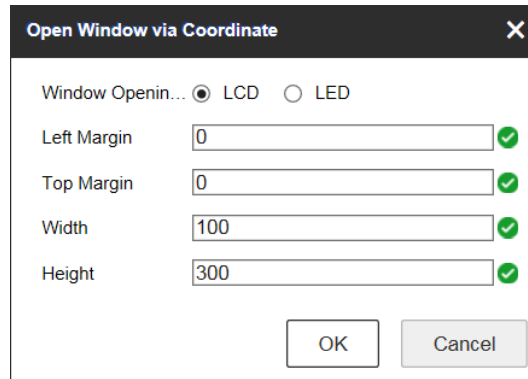 Open Window via Coordinate
Window Openin... LCD LED
Left Margin 0
Top Margin 0
Width 100
Height 300
OK Cancel